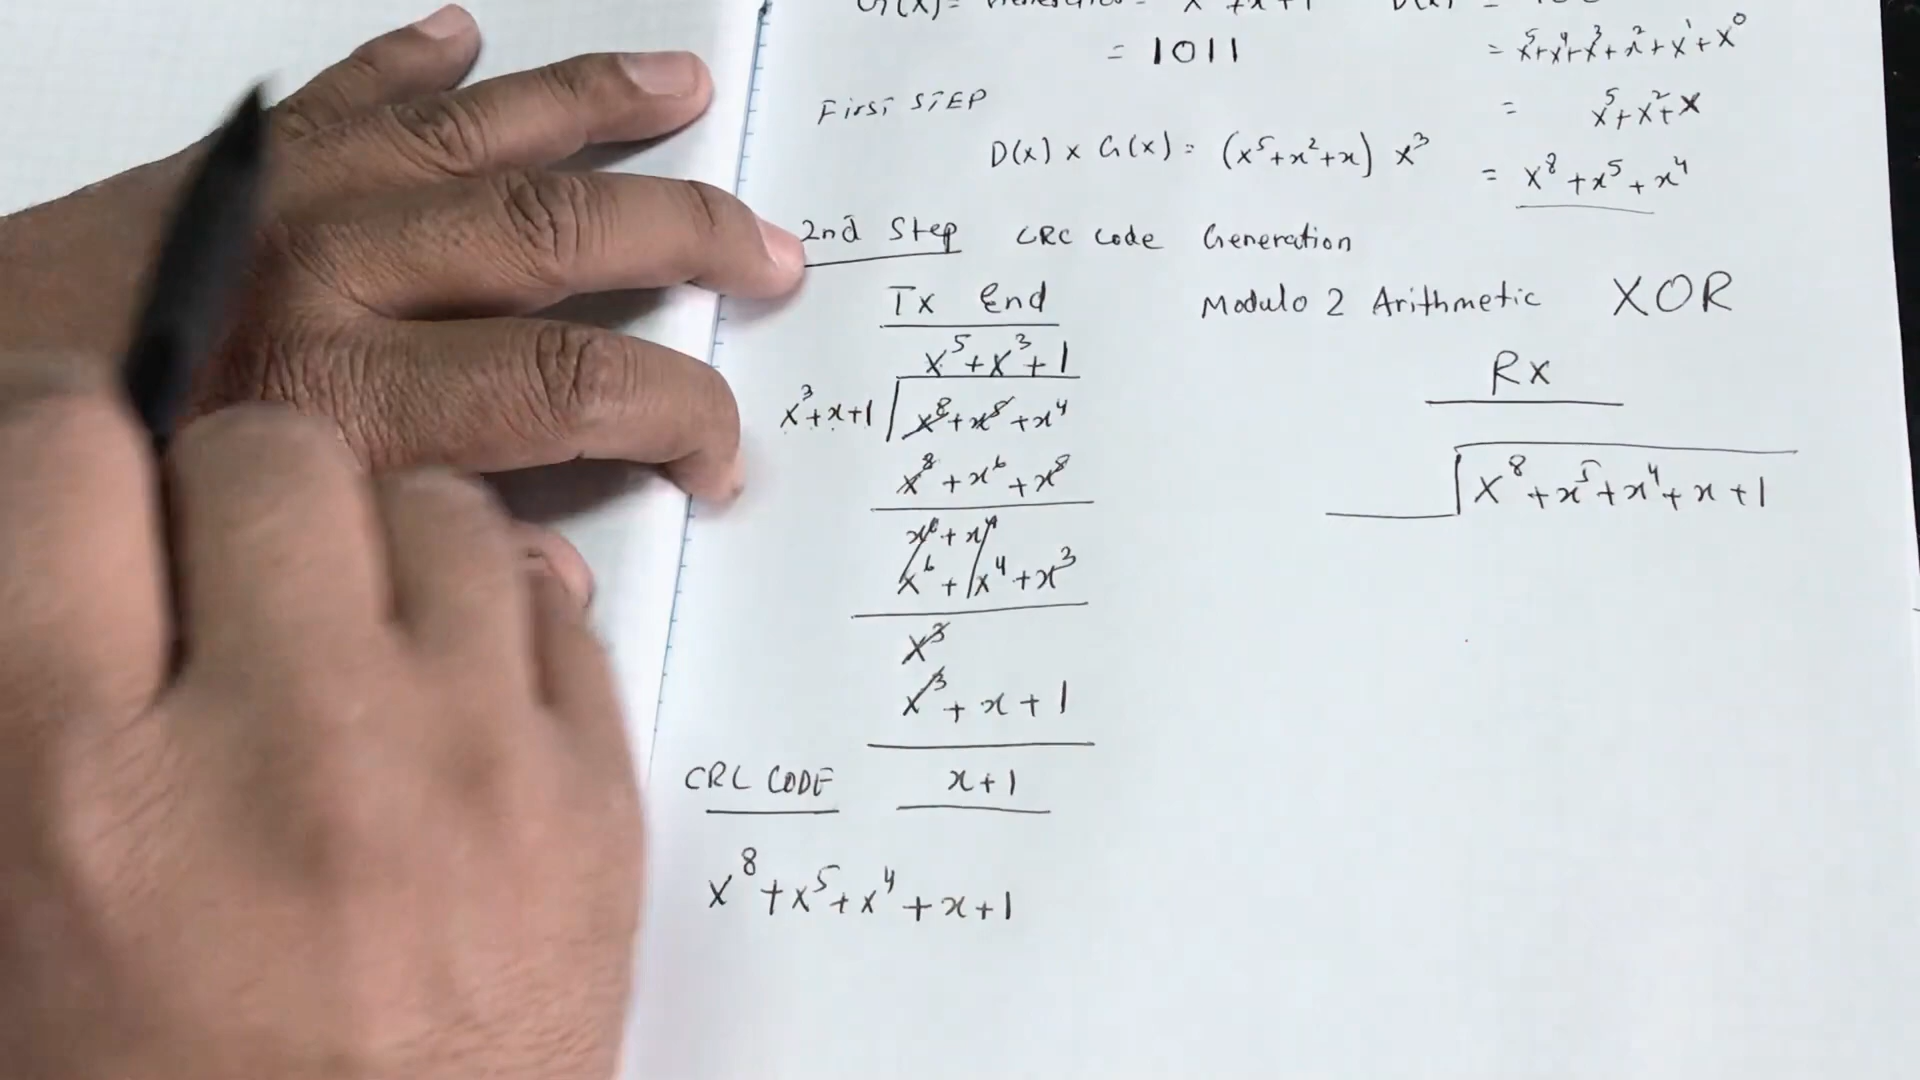 = 1011
= x⁵+x⁴+x³+x²+x¹+x⁰
First STEP
= x⁵+x²+x
D(x) x G(x) = (x⁵+x²+x) x³
= x⁸+x⁵+x⁴
2nd Step CRC Code Generation
Tx End
Modulo 2 Arithmetic XOR
x⁵+x³+1
x³+x+1 x⁸+x⁵+x⁴
x⁸+x⁶+x⁵
x⁶+x⁴
x⁶+x⁴+x³
x³
x³+x+1
CRC CODE x+1
x⁸+x⁵+x⁴+x+1
Rx
x⁸+x⁵+x⁴+x+1